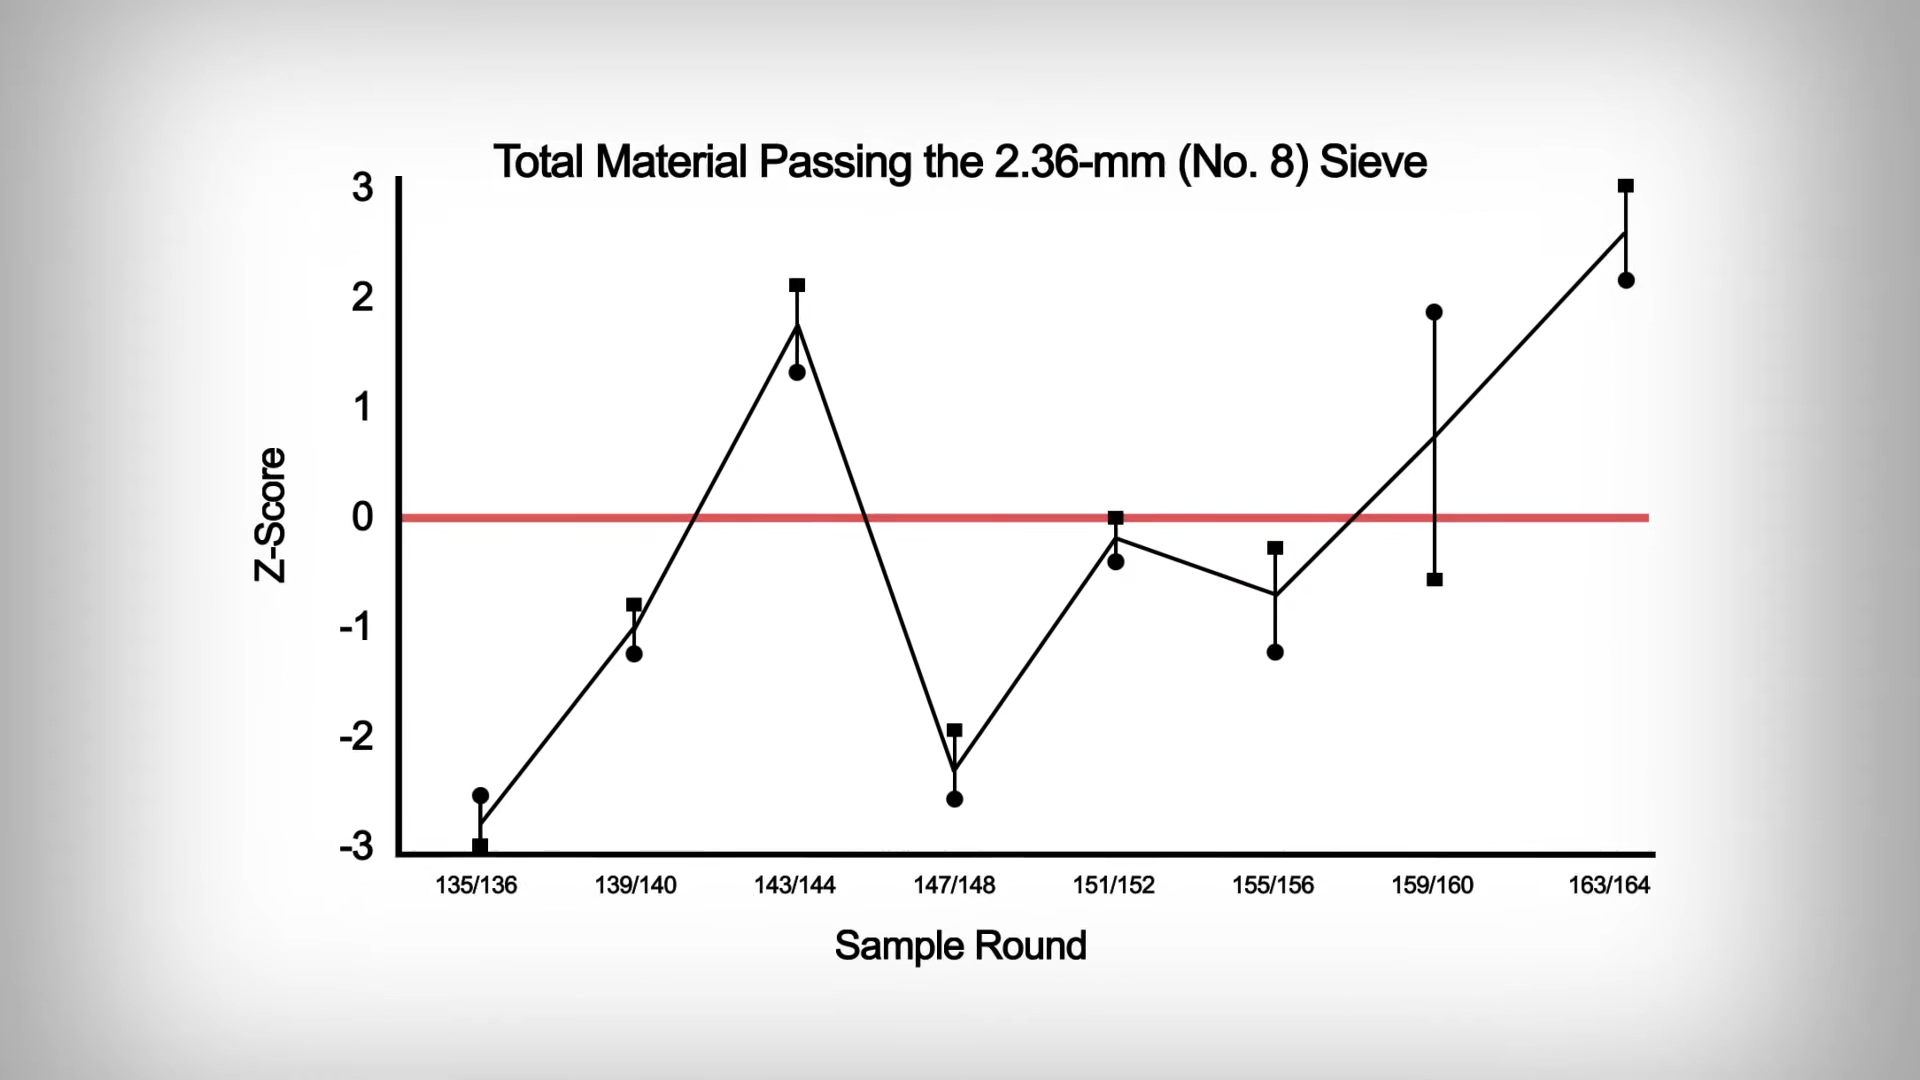 Total Material Passing the 2.36-mm (No. 8) Sieve
3
2
1
0
-1
-2
-3
Z-Score
135/136 139/140 143/144 147/148 151/152 155/156 159/160 163/164
Sample Round